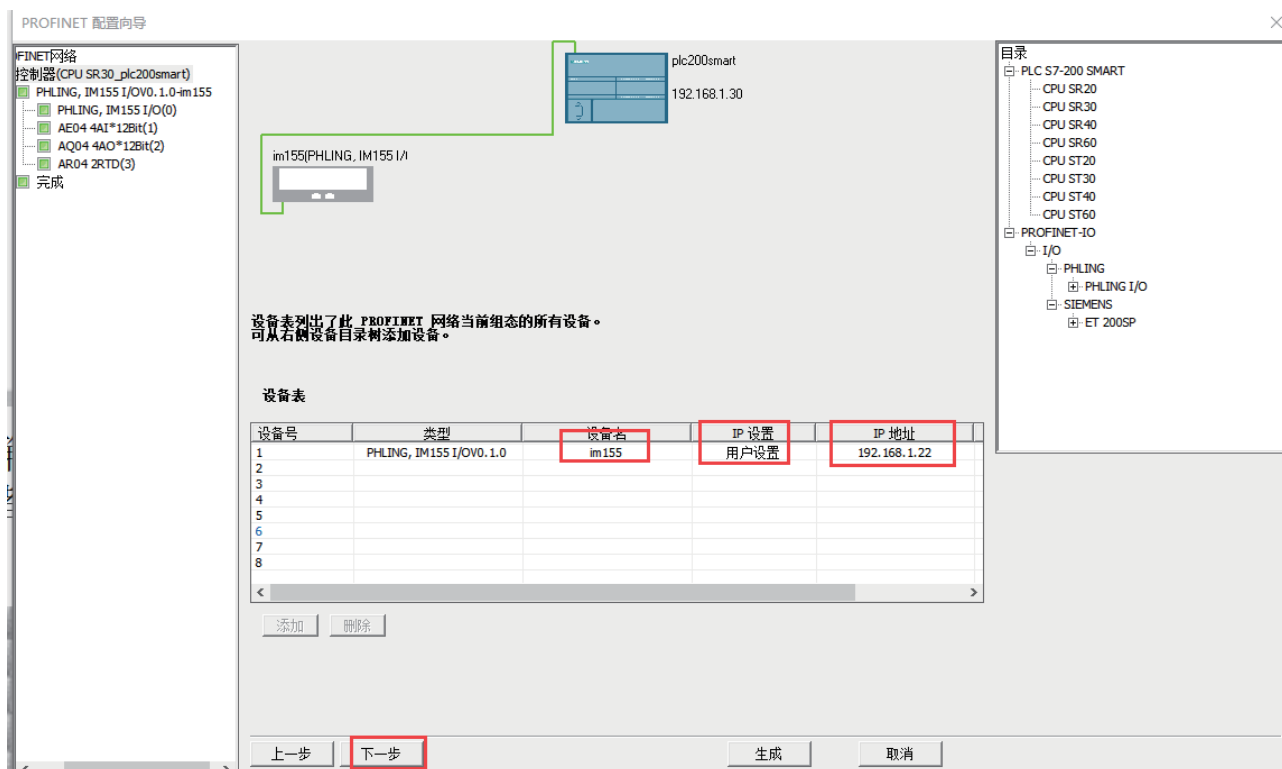 PROFINET 配置向导
FINET网络
控制器(CPU SR30_plc200smart)
PHLING, IM155 I/OV0.1.0-im155
PHLING, IM155 I/O(0)
AE04 4AI*12Bit(1)
AQ04 4AO*12Bit(2)
AR04 2RTD(3)
完成
plc200smart
192.168.1.30
im155(PHLING, IM155 I/
设备表列出了此 PROFINET 网络当前组态的所有设备。
可从右侧设备目录树添加设备。
设备表
设备号 类型 设备名 IP 设置 IP 地址
1 PHLING, IM155 I/OV0.1.0 im155 用户设置 192.168.1.22
2
3
4
5
6
7
8
添加 删除
上一步 下一步 生成 取消
目录
PLC S7-200 SMART
CPU SR20
CPU SR30
CPU SR40
CPU SR60
CPU ST20
CPU ST30
CPU ST40
CPU ST60
PROFINET-IO
I/O
PHLING
PHLING I/O
SIEMENS
ET 200SP